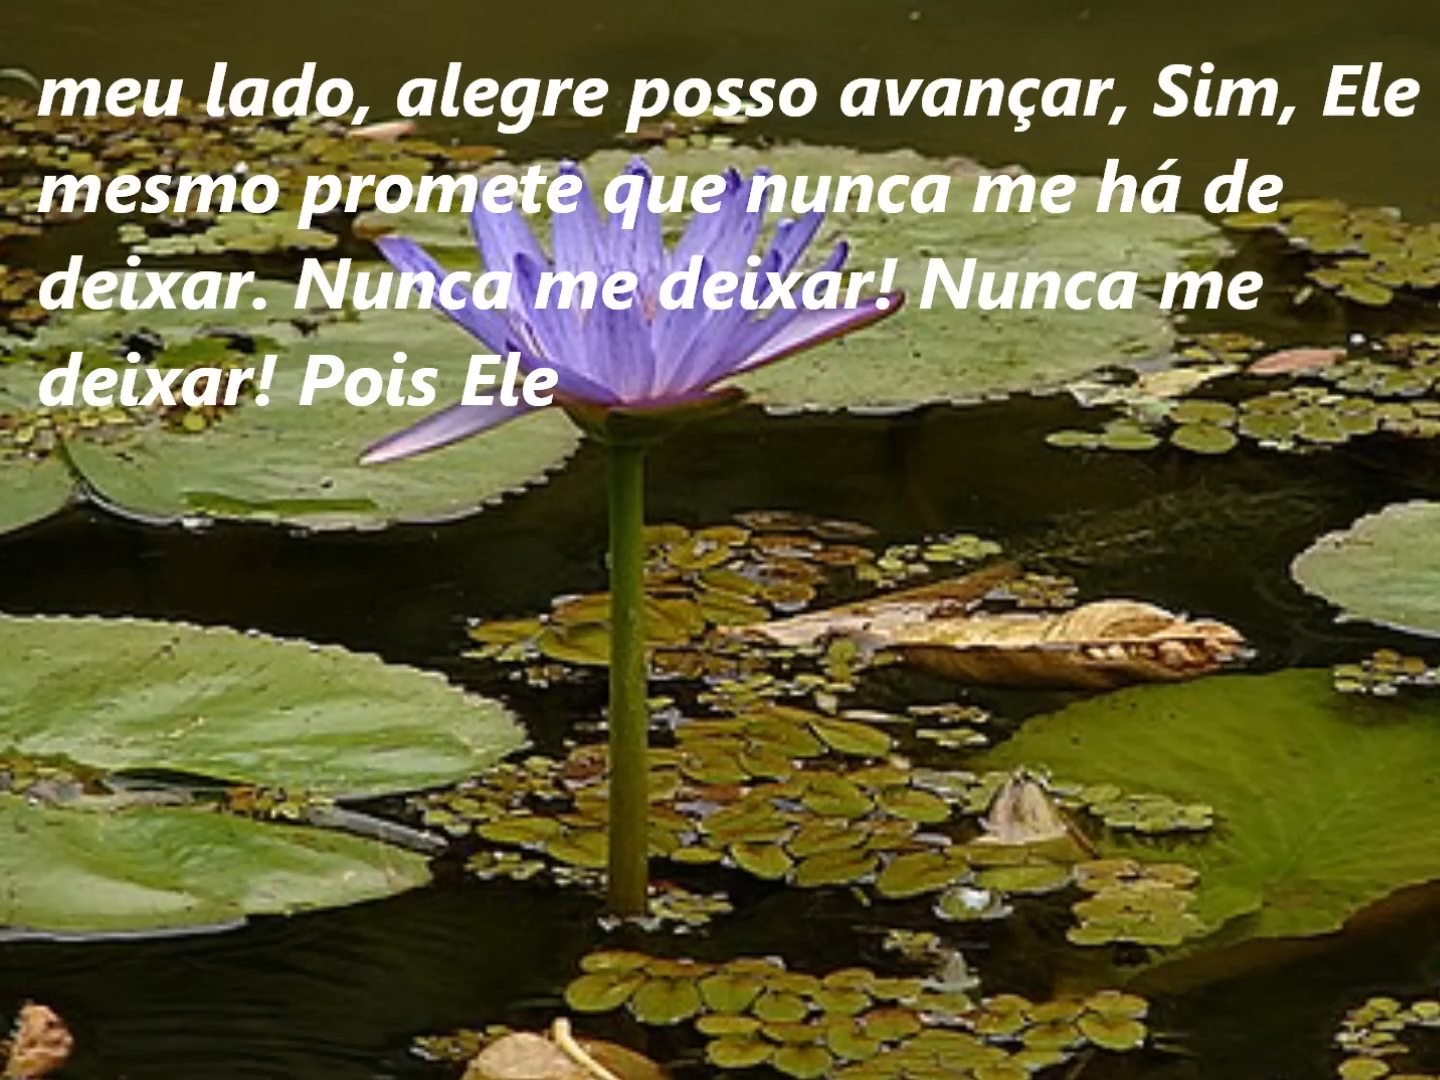 meu lado, alegre posso avançar, Sim, Ele
mesmo promete que nunca me há de
deixar. Nunca me deixar! Nunca me
deixar! Pois Ele